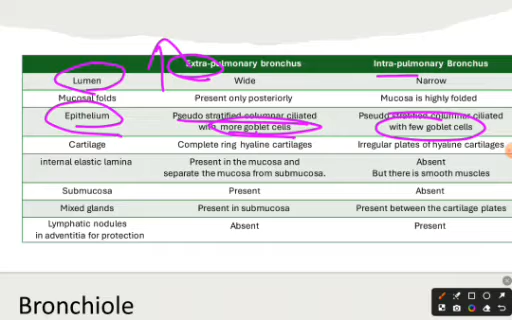 Extra-pulmonary bronchus Intra-pulmonary Bronchus
Lumen Wide Narrow
Mucosal folds Present only posteriorly Mucosa is highly folded
Epithelium Pseudo stratified columnar ciliated with more goblet cells Pseudo stratified columnar ciliated with few goblet cells
Cartilage Complete ring hyaline cartilages Irregular plates of hyaline cartilages
internal elastic lamina Present in the mucosa and separate the mucosa from submucosa. Absent But there is smooth muscles
Submucosa Present Absent
Mixed glands Present in submucosa Present between the cartilage plates
Lymphatic nodules in adventitia for protection Absent Present
Bronchiole